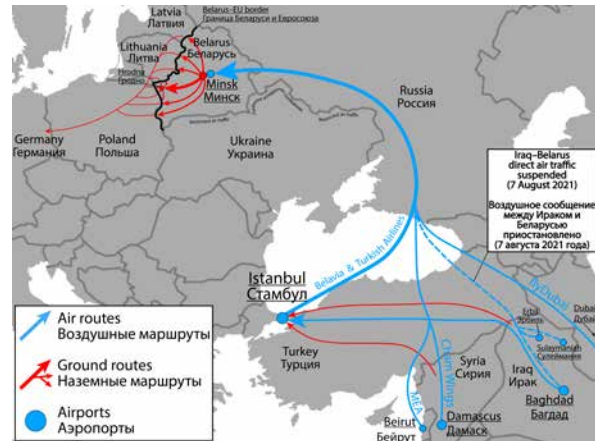 Latvia
Латвия
Belarus–EU border
Граница Беларуси и Евросоюза
Lithuania
Литва
Belarus
Беларусь
Hrodna
Гродно
Minsk
Минск
Russia
Россия
Germany
Германия
Poland
Польша
Ukraine
Украина
Iraq–Belarus
direct air traffic
suspended
(7 August 2021)
Воздушное сообщение
между Ираком и
Беларусью
приостановлено
(7 августа 2021 года)
Belavia & Turkish Airlines
Istanbul
Стамбул
FlyDubai
Dubai
Дубай
Erbil
Эрбиль
Suleymaniah
Сулеймания
Turkey
Турция
Syria
Сирия
Iraq
Ирак
Cham Wings
MEA
Baghdad
Багдад
Beirut
Бейрут
Damascus
Дамаск
Air routes
Воздушные маршруты
Ground routes
Наземные маршруты
Airports
Аэропорты